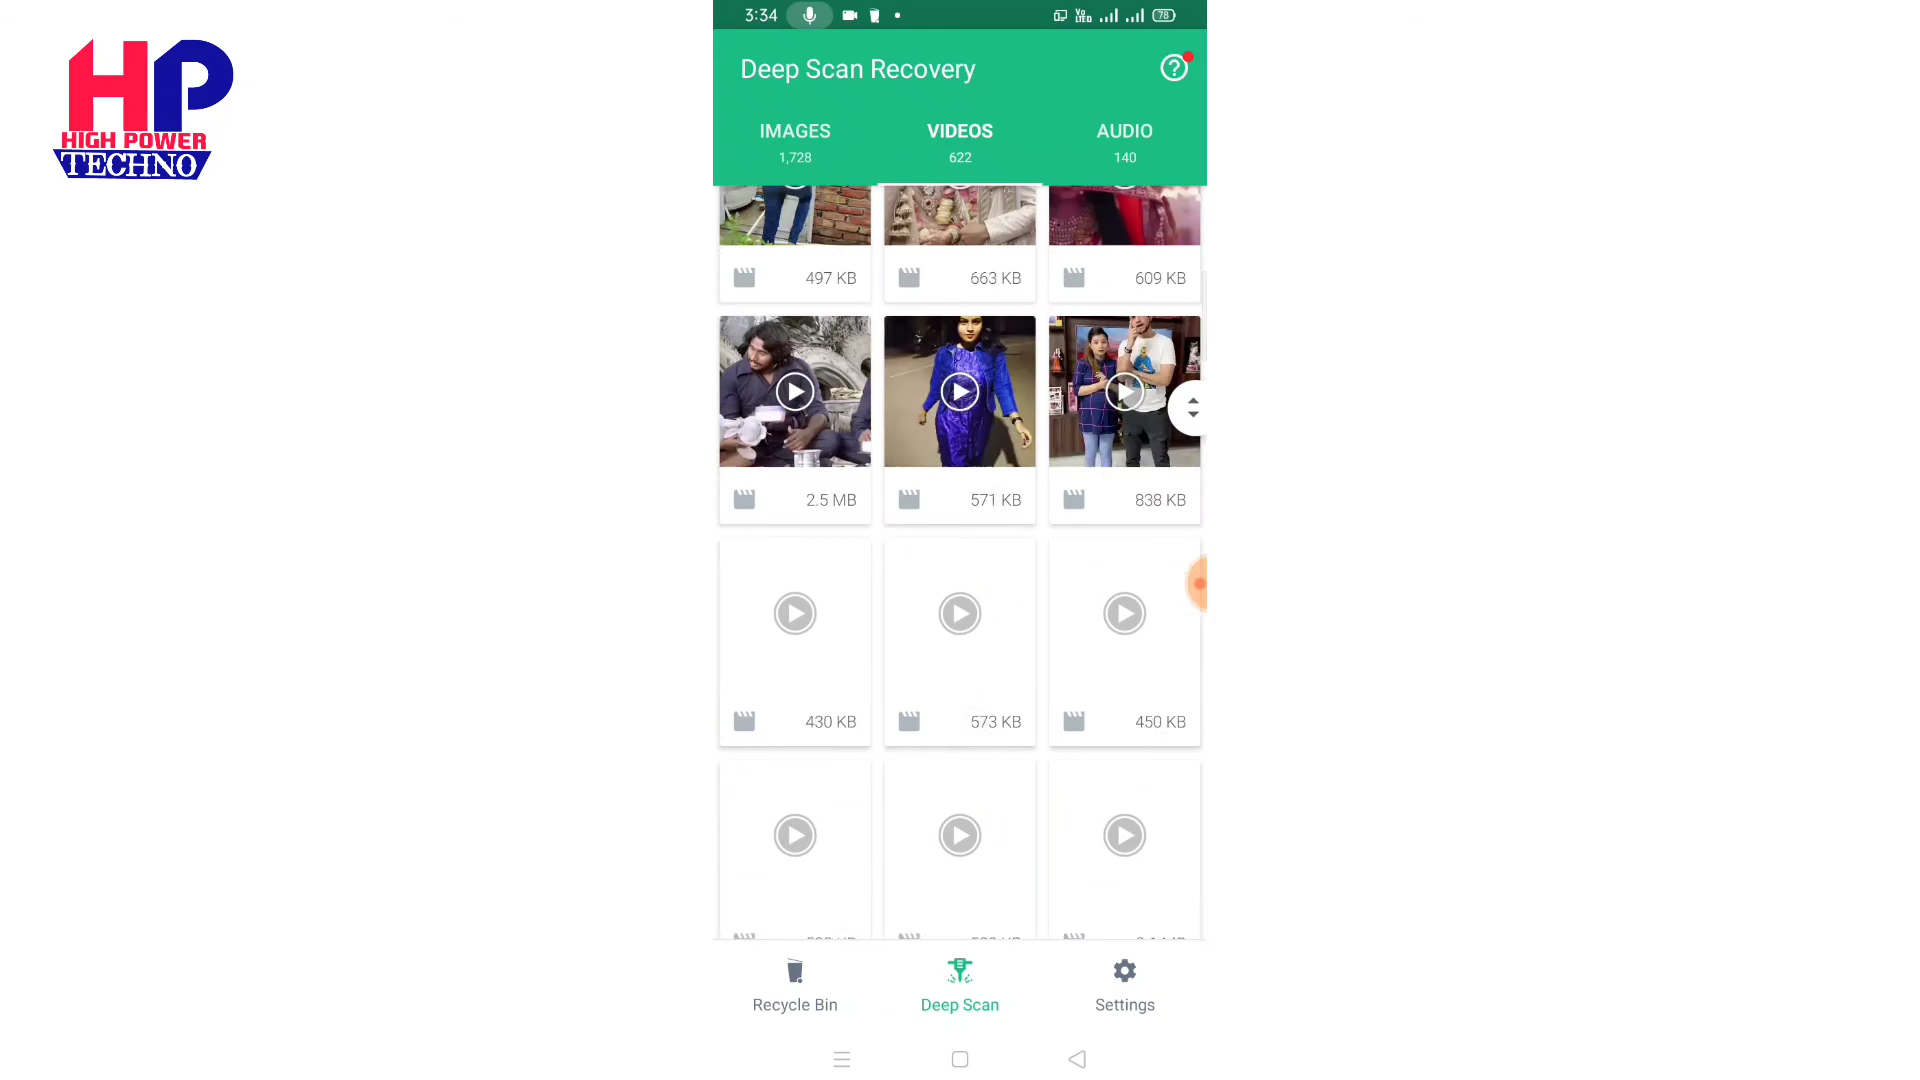 3:34
Vo LTED
78
HP
HIGH POWER
TECHNO
Deep Scan Recovery
IMAGES VIDEOS AUDIO
1,728 622 140
497 KB 663 KB 609 KB
2.5 MB 571 KB 838 KB
430 KB 573 KB 450 KB
Recycle Bin Deep Scan Settings